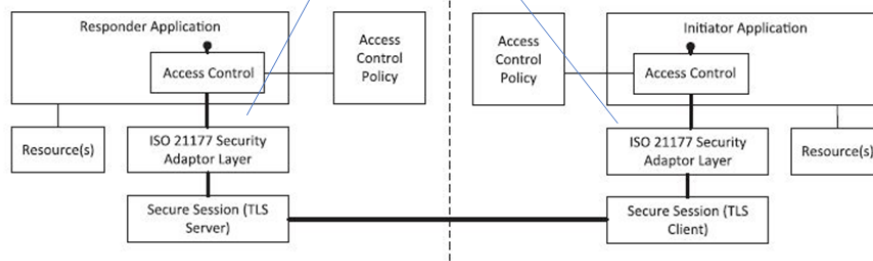 Responder Application
Access Control
Access
Control
Policy
Resource(s)
ISO 21177 Security
Adaptor Layer
Secure Session (TLS
Server)
Access
Control
Policy
Initiator Application
Access Control
ISO 21177 Security
Adaptor Layer
Resource(s)
Secure Session (TLS
Client)